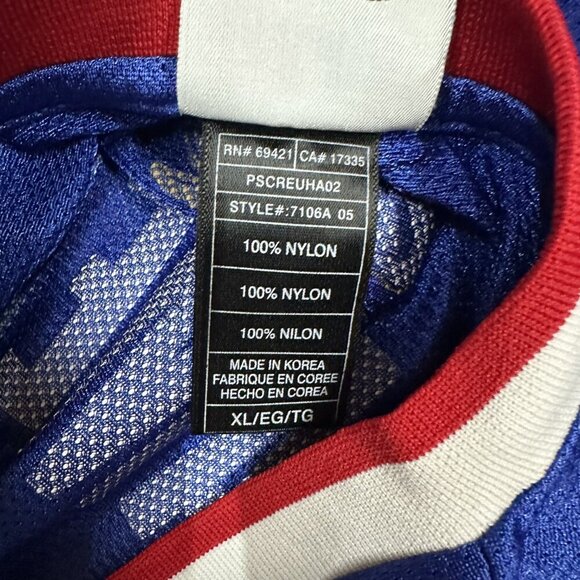 RN# 69421 CA# 17335
PSCREUHA02
STYLE#:7106A 05
100% NYLON
100% NYLON
100% NILON
MADE IN KOREA
FABRIQUE EN COREE
HECHO EN COREA
XL/EG/TG